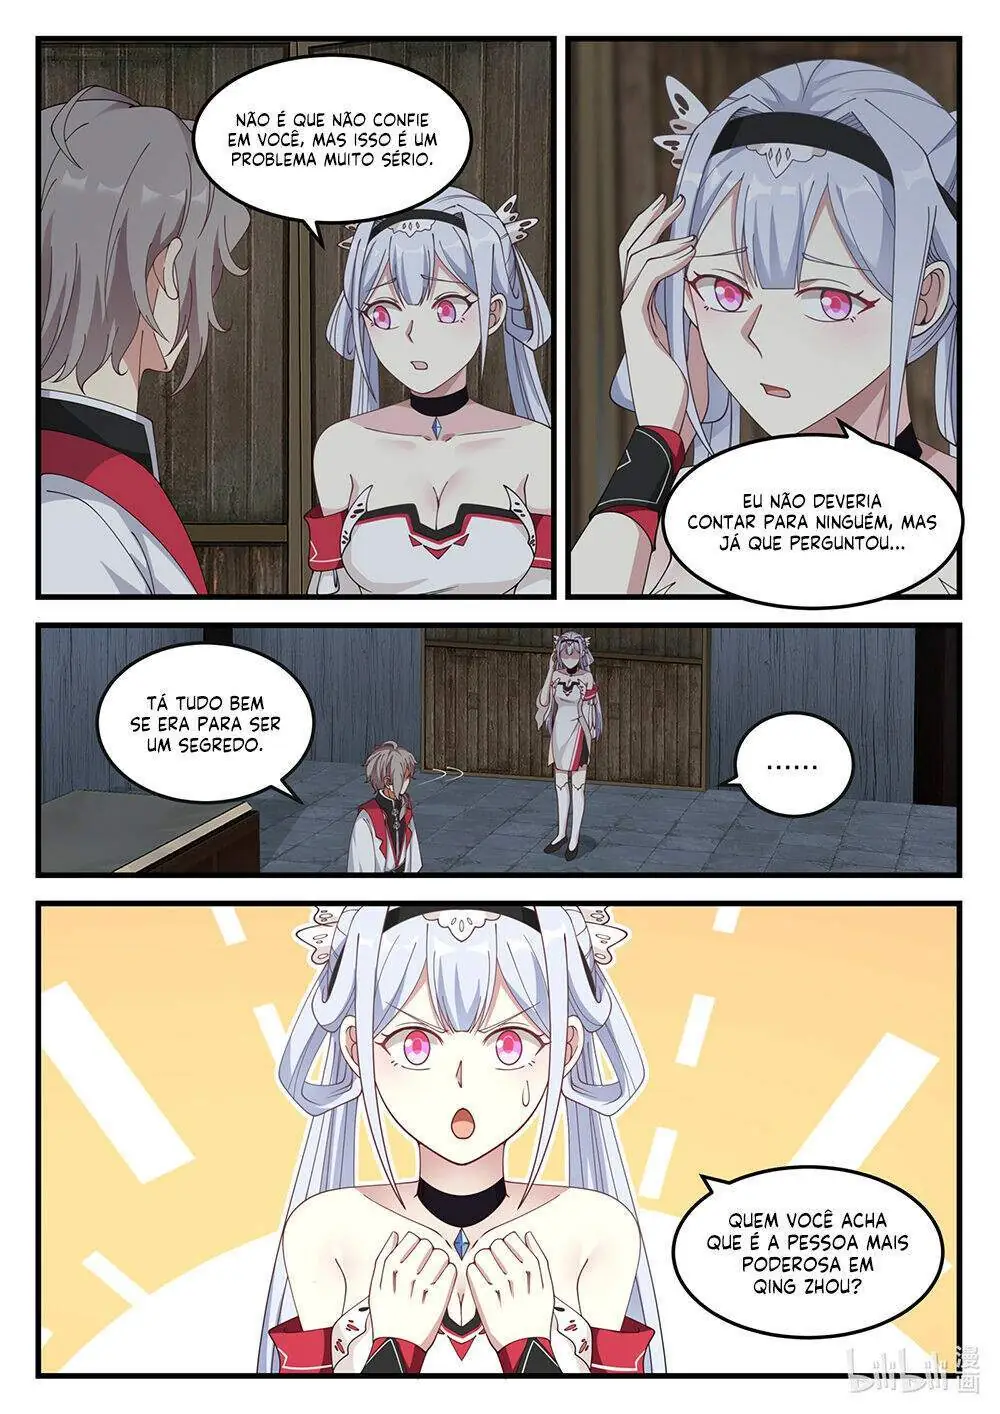 NÃO É QUE NÃO CONFIE
EM VOCÊ, MAS ISSO É UM
PROBLEMA MUITO SÉRIO.
EU NÃO DEVERIA
CONTAR PARA NINGUÉM, MAS
JÁ QUE PERGUNTOU...
TÁ TUDO BEM
SE ERA PARA SER
UM SEGREDO.
......
QUEM VOCÊ ACHA
QUE É A PESSOA MAIS
PODEROSA EM
QING ZHOU?
bilibili 漫画